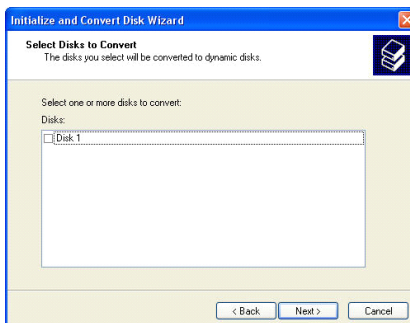 Initialize and Convert Disk Wizard
Select Disks to Convert
The disks you select will be converted to dynamic disks.
Select one or more disks to convert:
Disks:
Disk 1
< Back Next > Cancel